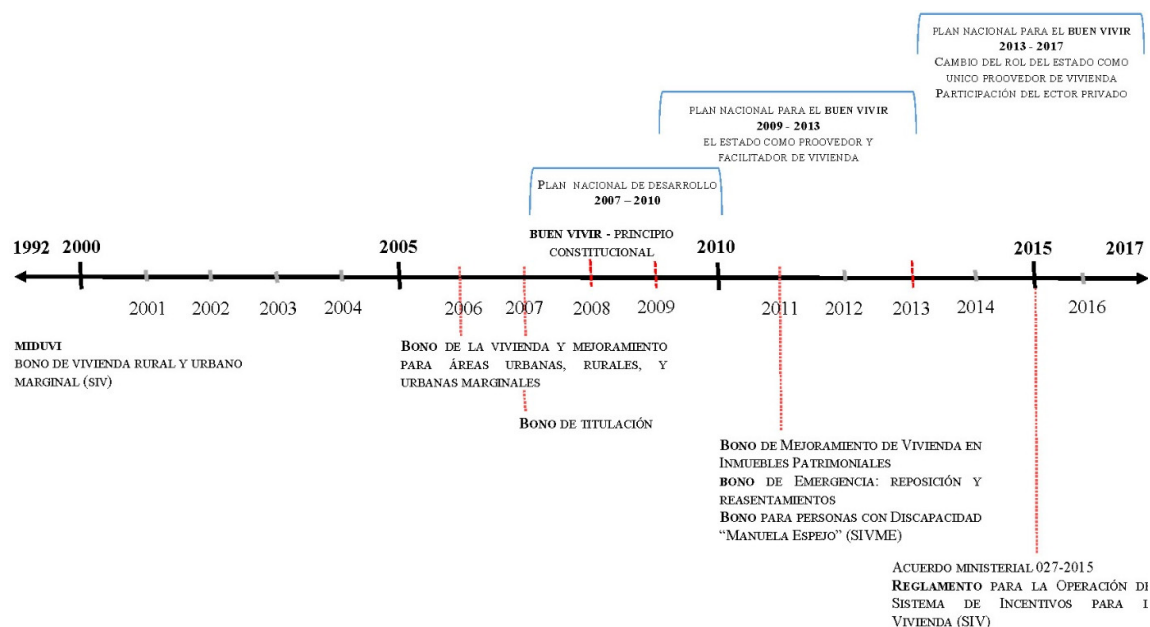 PLAN NACIONAL PARA EL BUEN VIVIR
2013 - 2017
CAMBIO DEL ROL DEL ESTADO COMO
UNICO PROOVEDOR DE VIVIENDA
PARTICIPACIÓN DEL ECTOR PRIVADO
PLAN NACIONAL PARA EL BUEN VIVIR
2009 - 2013
EL ESTADO COMO PROOVEDOR Y
FACILITADOR DE VIVIENDA
PLAN NACIONAL DE DESARROLLO
2007 – 2010
BUEN VIVIR - PRINCIPIO
CONSTITUCIONAL
1992 2000 2005 2010 2015 2017
2001 2002 2003 2004 2006 2007 2008 2009 2011 2012 2013 2014 2016
MIDUVI
BONO DE VIVIENDA RURAL Y URBANO
MARGINAL (SIV)
BONO DE LA VIVIENDA Y MEJORAMIENTO
PARA ÁREAS URBANAS, RURALES, Y
URBANAS MARGINALES
BONO DE TITULACIÓN
BONO DE MEJORAMIENTO DE VIVIENDA EN
INMUEBLES PATRIMONIALES
BONO DE EMERGENCIA: REPOSICIÓN Y
REASENTAMIENTOS
BONO PARA PERSONAS CON DISCAPACIDAD
“MANUELA ESPEJO” (SIVME)
ACUERDO MINISTERIAL 027-2015
REGLAMENTO PARA LA OPERACIÓN DE
SISTEMA DE INCENTIVOS PARA L
VIVIENDA (SIV)